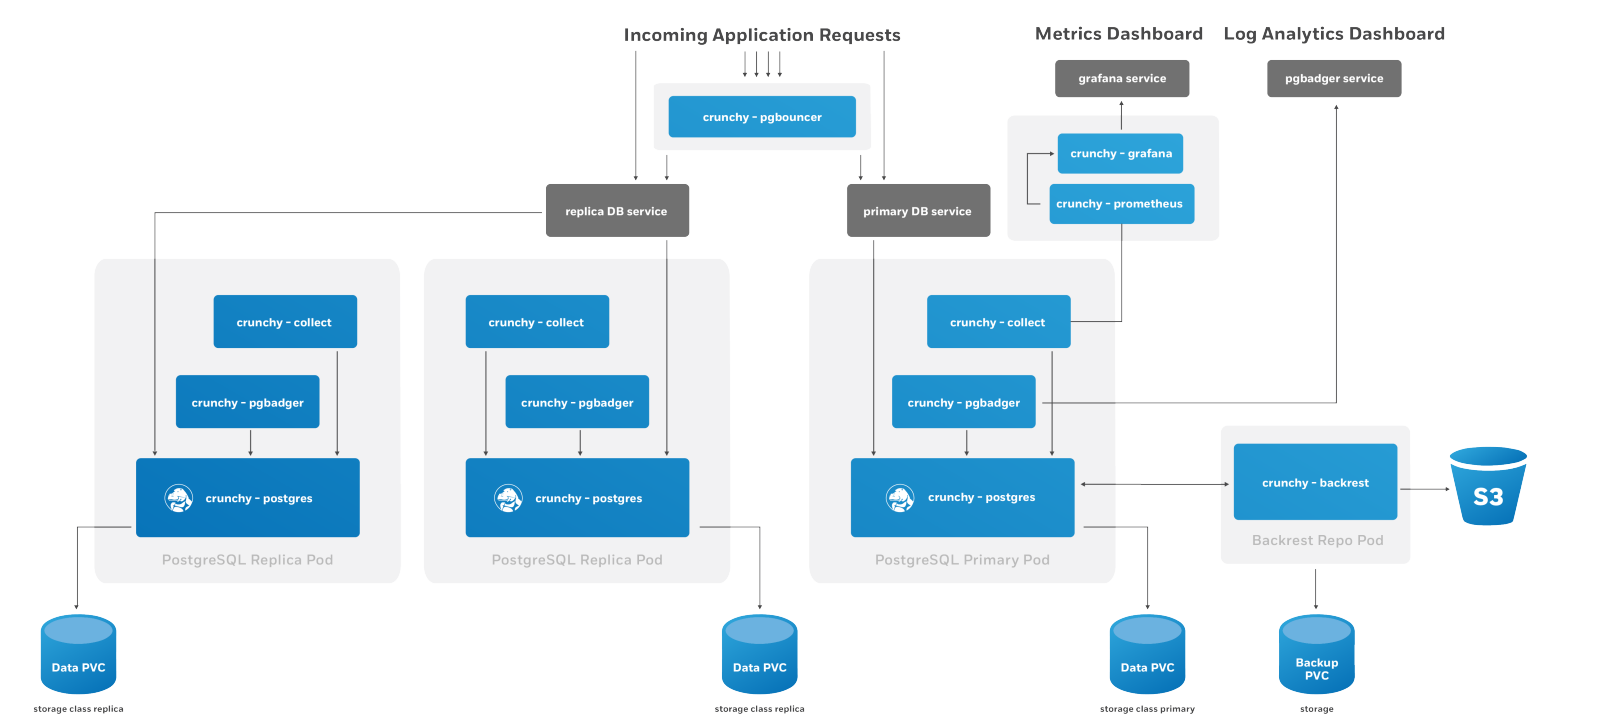 Incoming Application Requests
Metrics Dashboard
Log Analytics Dashboard
grafana service
pgbadger service
crunchy - pgbouncer
crunchy - grafana
crunchy - prometheus
replica DB service
primary DB service
crunchy - collect
crunchy - collect
crunchy - collect
crunchy - pgbadger
crunchy - pgbadger
crunchy - pgbadger
crunchy - postgres
crunchy - postgres
crunchy - postgres
crunchy - backrest
S3
PostgreSQL Replica Pod
PostgreSQL Replica Pod
PostgreSQL Primary Pod
Backrest Repo Pod
Data PVC
Data PVC
Data PVC
Backup
PVC
storage class replica
storage class replica
storage class primary
storage